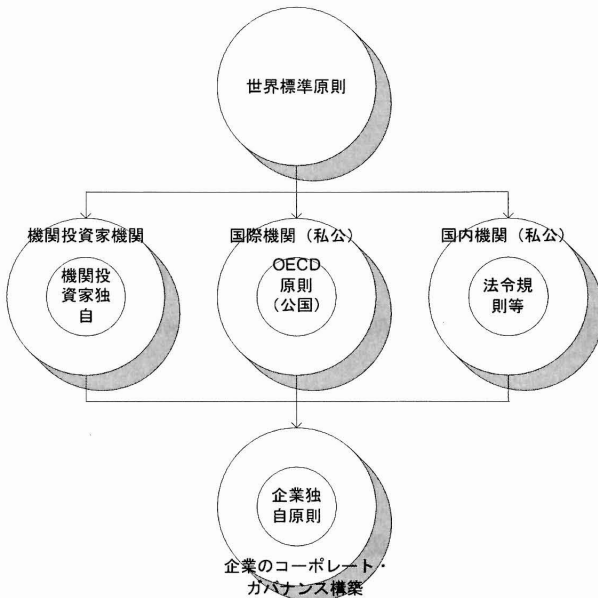 世界標準原則
機関投資家機関
機関投
資家独
自
国際機関(私公)
OECD
原則
(公国)
国内機関(私公)
法令規
則等
企業独
自原則
企業のコーポレート・
ガバナンス構築